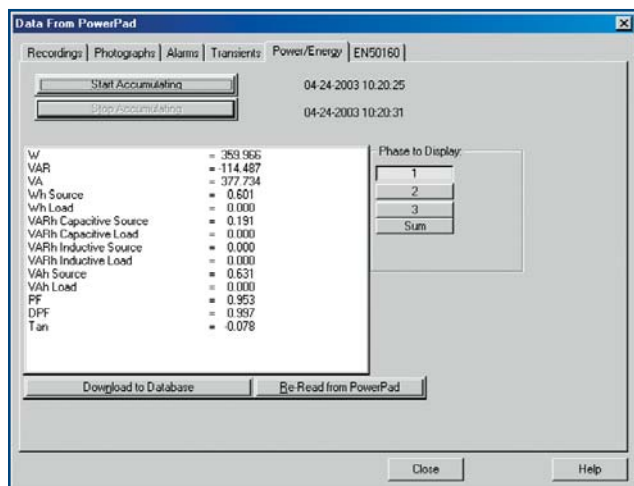 Data From PowerPad
Recordings Photographs Alarms Transients Power/Energy EN50160
Start Accumulating 04-24-2003 10:20:25
Stop Accumulating 04-24-2003 10:20:31
W = 359.966
VAR = -114.487
VA = 377.734
Wh Source = 0.601
Wh Load = 0.000
VARh Capacitive Source = 0.191
VARh Capacitive Load = 0.000
VARh Inductive Source = 0.000
VARh Inductive Load = 0.000
VAh Source = 0.631
VAh Load = 0.000
PF = 0.953
DPF = 0.997
Tan = -0.078
Phase to Display:
1
2
3
Sum
Download to Database Re-Read from PowerPad
Close Help